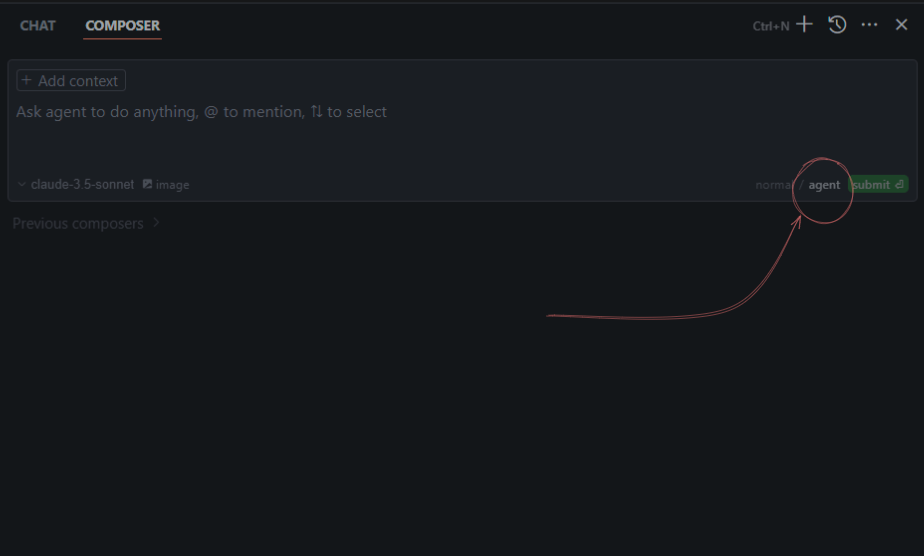 CHAT COMPOSER Ctrl+N
+ Add context
Ask agent to do anything, @ to mention, ⇅ to select
claude-3.5-sonnet image normal / agent submit ⏎
Previous composers >